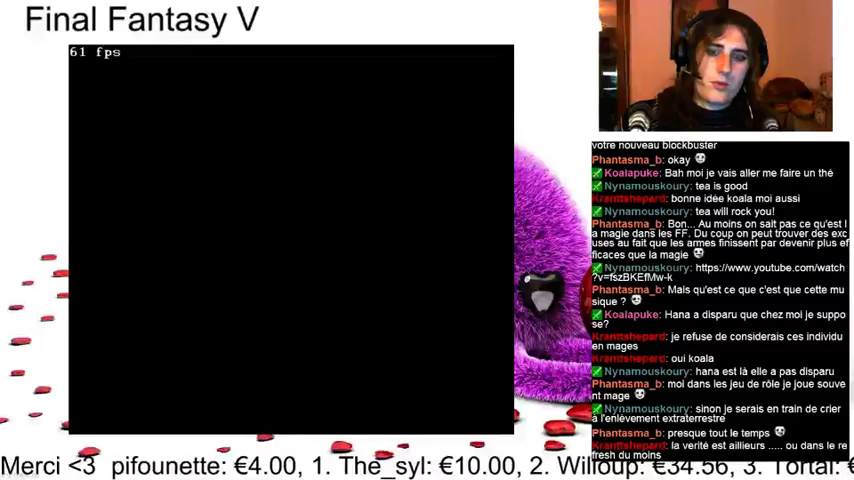 Final Fantasy V
61 fps
votre nouveau blockbuster
Phantasma_b: okay
Koalapuke: Bah moi je vais aller me faire un thé
Nynamouskoury: tea is good
Kranttshepard: bonne idée koala moi aussi
Nynamouskoury: tea will rock you!
Phantasma_b: Bon... Au moins on sait pas ce qu'est l
a magie dans les FF. Du coup on peut trouver des exc
uses au fait que les armes finissent par devenir plus ef
ficaces que la magie
Nynamouskoury: https://www.youtube.com/watch
?v=fszBKEfMw-k
Phantasma_b: Mais qu'est ce que c'est que cette mu
sique ?
Koalapuke: Hana a disparu que chez moi je suppo
se?
Kranttshepard: je refuse de considerais ces individu
en mages
Kranttshepard: oui koala
Nynamouskoury: hana est là elle a pas disparu
Phantasma_b: moi dans les jeu de rôle je joue souve
nt mage
Nynamouskoury: sinon je serais en train de crier
à l'enlèvement extraterrestre
Phantasma_b: presque tout le temps
Kranttshepard: la verité est aillieurs ..... ou dans le re
fresh du moins
Merci <3 pifounette: €4.00, 1. The_syl: €10.00, 2. Willoup: €34.56, 3. Tortal: €